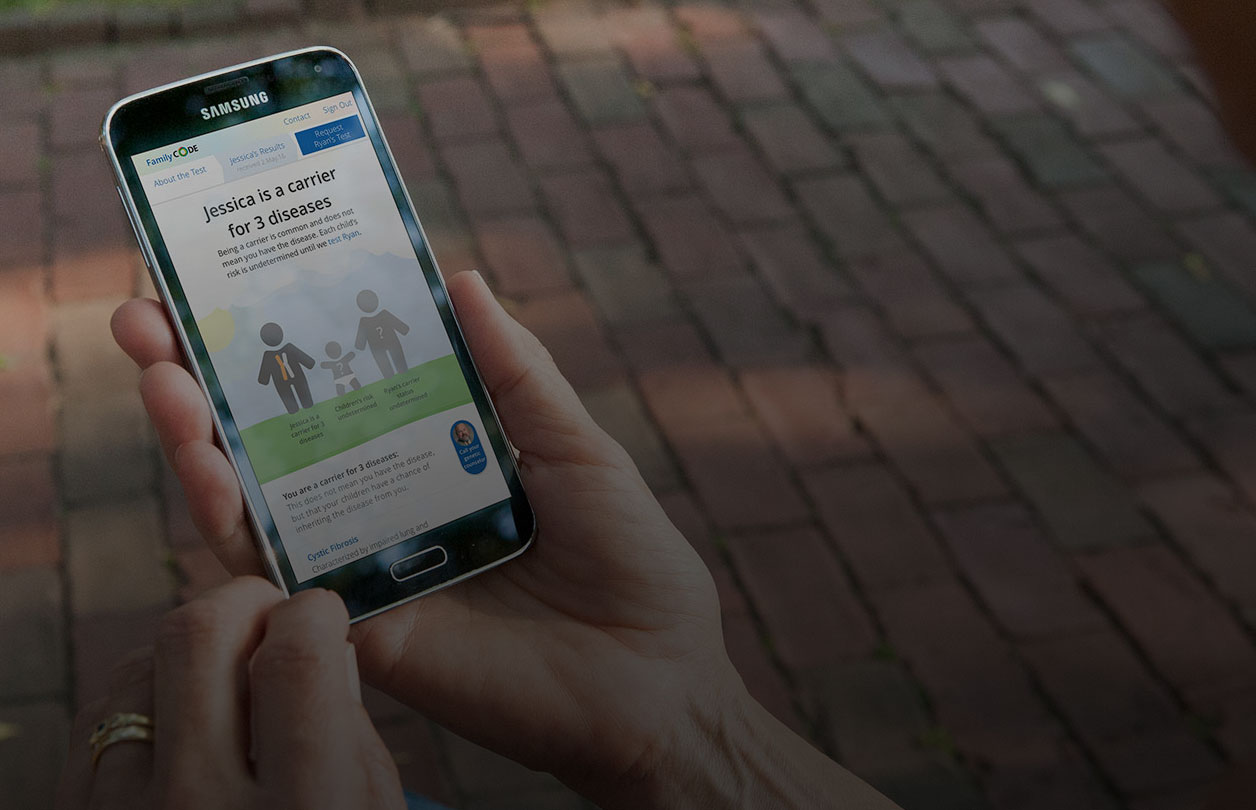 SAMSUNG
Contact
Sign Out
Family CODE
About the Test
Jessica's Results
received 2 May 16
Request
Ryan's Test
Jessica is a carrier
for 3 diseases
Being a carrier is common and does not
mean you have the disease. Each child's
risk is undetermined until we test Ryan.
?
?
Jessica is a
carrier for 3
diseases
Children's risk
undetermined
Ryan's carrier
status
undetermined
Call your
genetic
counselor
You are a carrier for 3 diseases:
This does not mean you have the disease,
but that your children have a chance of
inheriting the disease from you.
Cystic Fibrosis
Characterized by impaired lung and